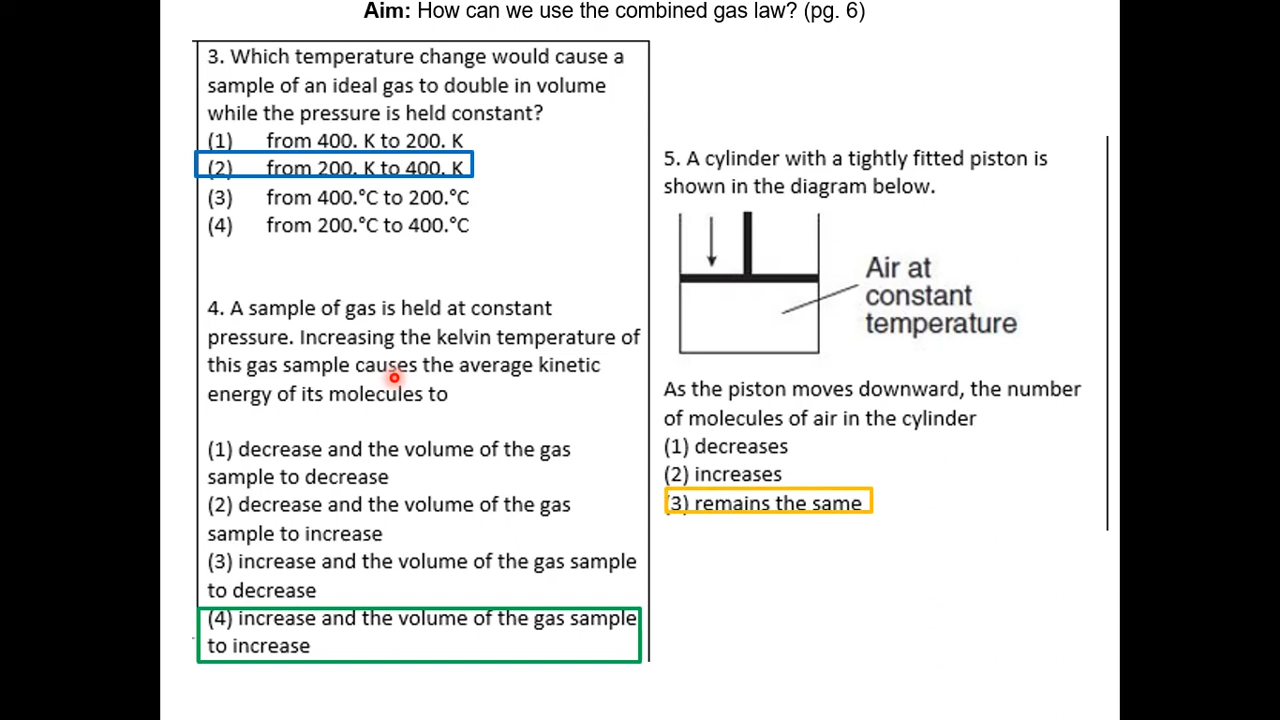 Aim: How can we use the combined gas law? (pg. 6)
3. Which temperature change would cause a
sample of an ideal gas to double in volume
while the pressure is held constant?
(1) from 400. K to 200. K
(2) from 200. K to 400. K
(3) from 400.°C to 200.°C
(4) from 200.°C to 400.°C
4. A sample of gas is held at constant
pressure. Increasing the kelvin temperature of
this gas sample causes the average kinetic
energy of its molecules to
(1) decrease and the volume of the gas
sample to decrease
(2) decrease and the volume of the gas
sample to increase
(3) increase and the volume of the gas sample
to decrease
(4) increase and the volume of the gas sample
to increase
5. A cylinder with a tightly fitted piston is
shown in the diagram below.
Air at
constant
temperature
As the piston moves downward, the number
of molecules of air in the cylinder
(1) decreases
(2) increases
(3) remains the same